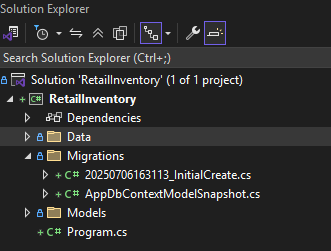 Solution Explorer
Search Solution Explorer (Ctrl+;)
Solution 'RetailInventory' (1 of 1 project)
C# RetailInventory
Dependencies
Data
Migrations
C# 20250706163113_InitialCreate.cs
C# AppDbContextModelSnapshot.cs
Models
C# Program.cs